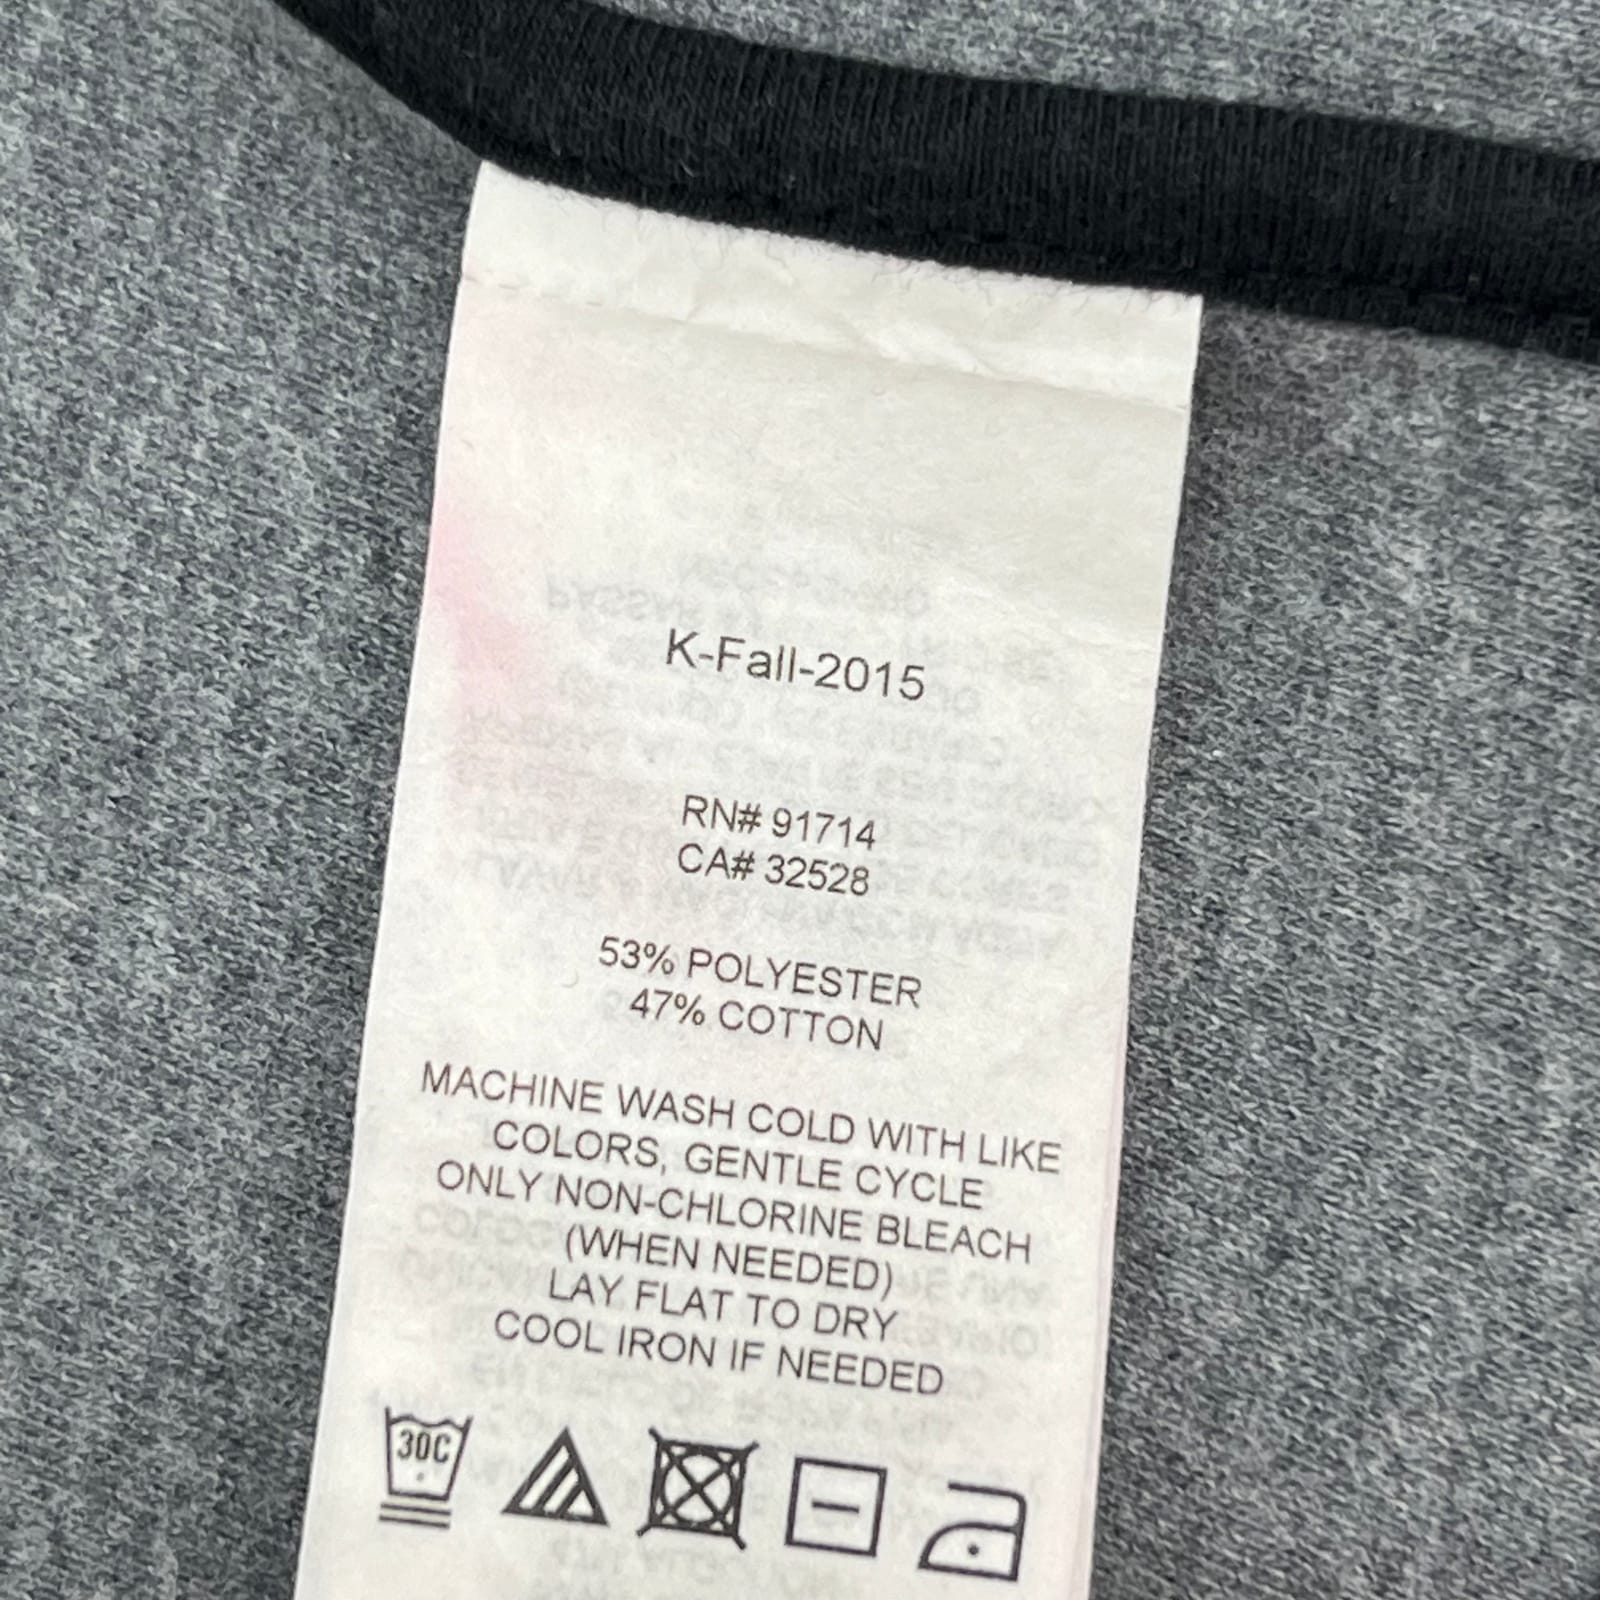 K-Fall-2015
RN# 91714
CA# 32528
53% POLYESTER
47% COTTON
MACHINE WASH COLD WITH LIKE
COLORS, GENTLE CYCLE
ONLY NON-CHLORINE BLEACH
(WHEN NEEDED)
LAY FLAT TO DRY
COOL IRON IF NEEDED
30C